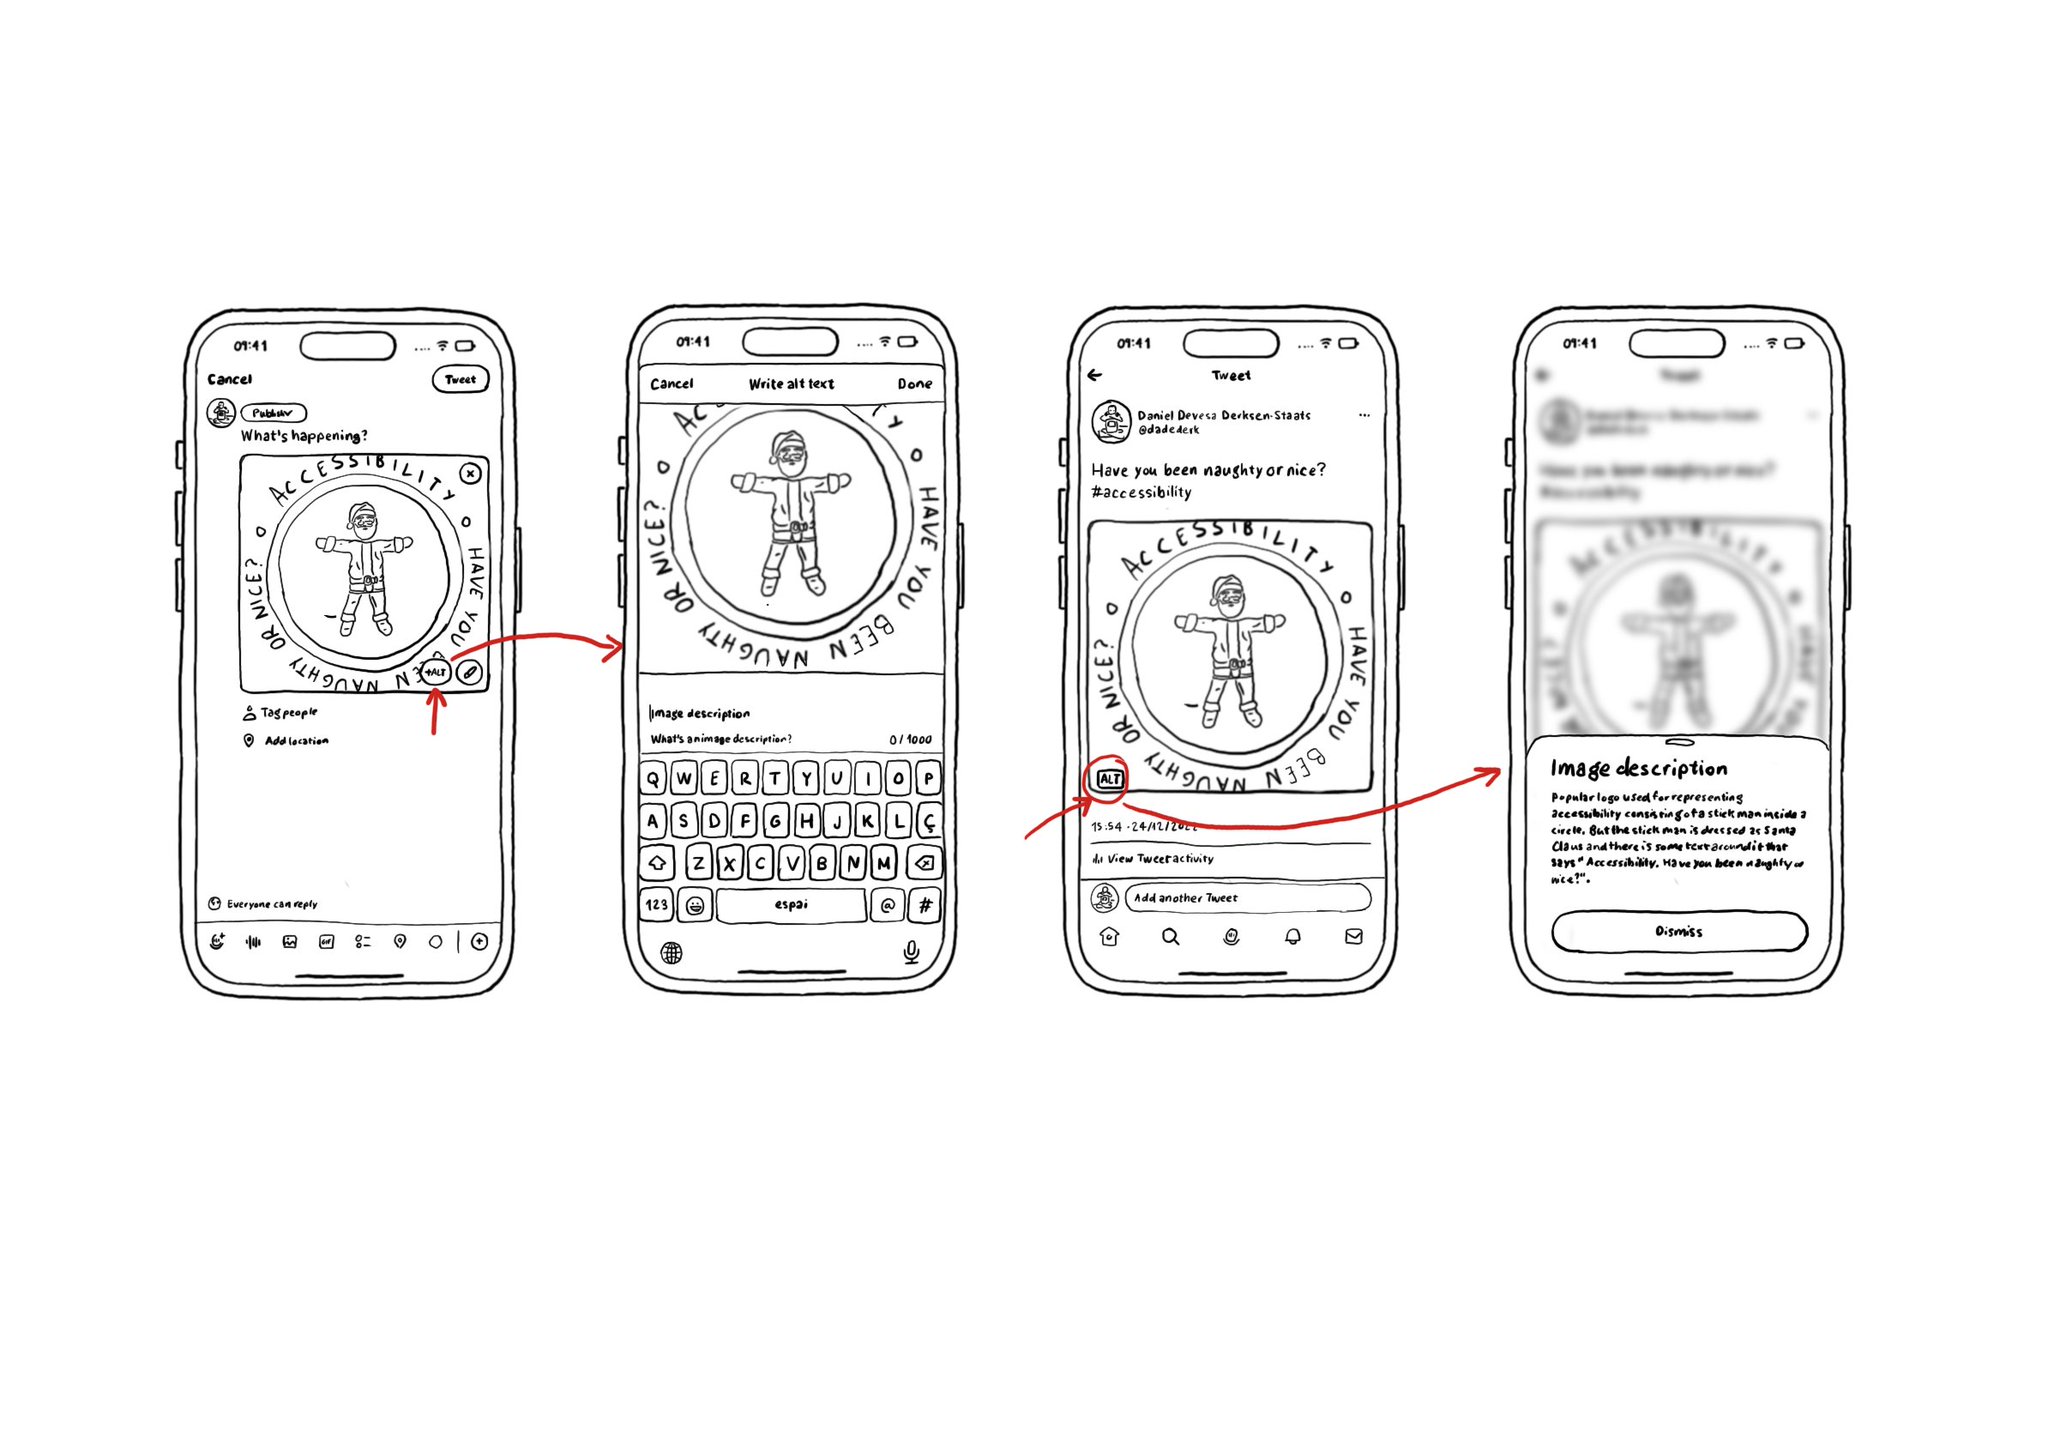 09:41
Cancel
Tweet
What's happening?
ACCESSIBILITY
HAVE YOU BEEN NAUGHTY OR NICE?
+ALT
Tag people
Add location
Everyone can reply
GIF
09:41
Cancel
Write alt text
Done
HAVE YOU BEEN NAUGHTY OR NICE?
Image description
What's an image description?
0/1000
Q W E R T Y U I O P
A S D F G H J K L Ç
Z X C V B N M
123
espai
@
#
09:41
Tweet
Daniel Devesa Derksen-Staats
@dadederk
Have you been naughty or nice?
#accessibility
ACCESSIBILITY
HAVE YOU BEEN NAUGHTY OR NICE?
ALT
15:54 · 24/12/2022
View Tweet activity
Add another Tweet
09:41
Image description
Popular logo used for representing
accessibility consisting of a stick man inside a
circle. But the stick man is dressed as Santa
Claus and there is some text around it that
says "Accessibility. Have you been naughty or
nice?".
Dismiss